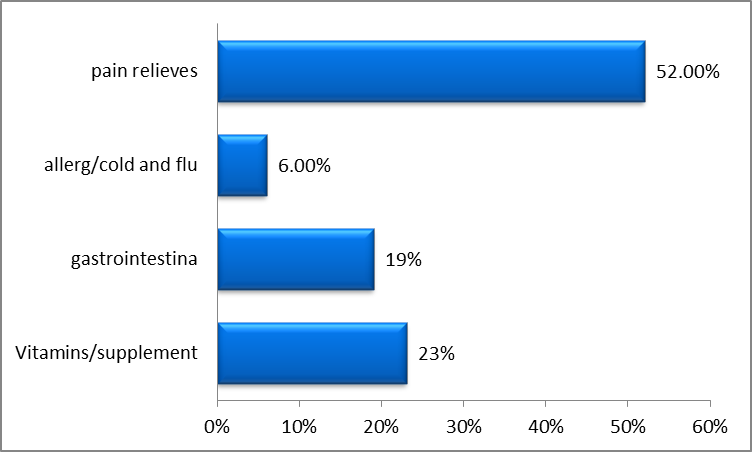 pain relieves
52.00%
allerg/cold and flu
6.00%
gastrointestina
19%
Vitamins/supplement
23%
0% 10% 20% 30% 40% 50% 60%